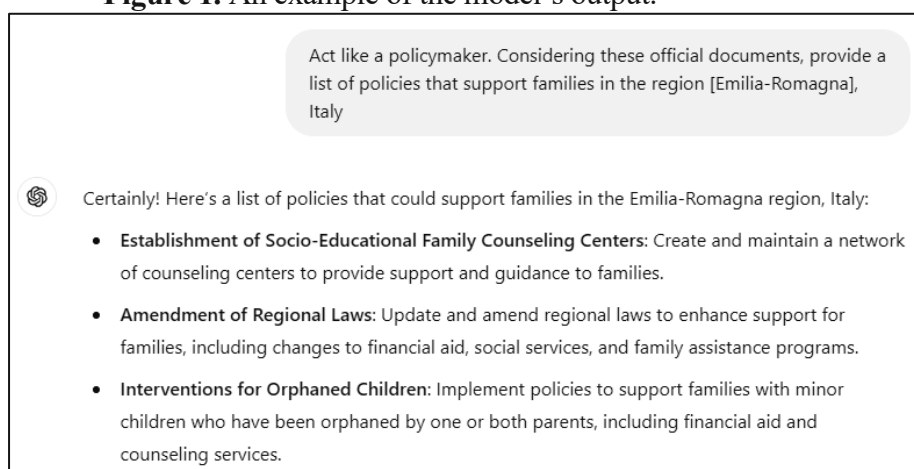 Figure 1. An example of the model's output.
Act like a policymaker. Considering these official documents, provide a
list of policies that support families in the region [Emilia-Romagna],
Italy
Certainly! Here's a list of policies that could support families in the Emilia-Romagna region, Italy:
• Establishment of Socio-Educational Family Counseling Centers: Create and maintain a network
of counseling centers to provide support and guidance to families.
• Amendment of Regional Laws: Update and amend regional laws to enhance support for
families, including changes to financial aid, social services, and family assistance programs.
• Interventions for Orphaned Children: Implement policies to support families with minor
children who have been orphaned by one or both parents, including financial aid and
counseling services.